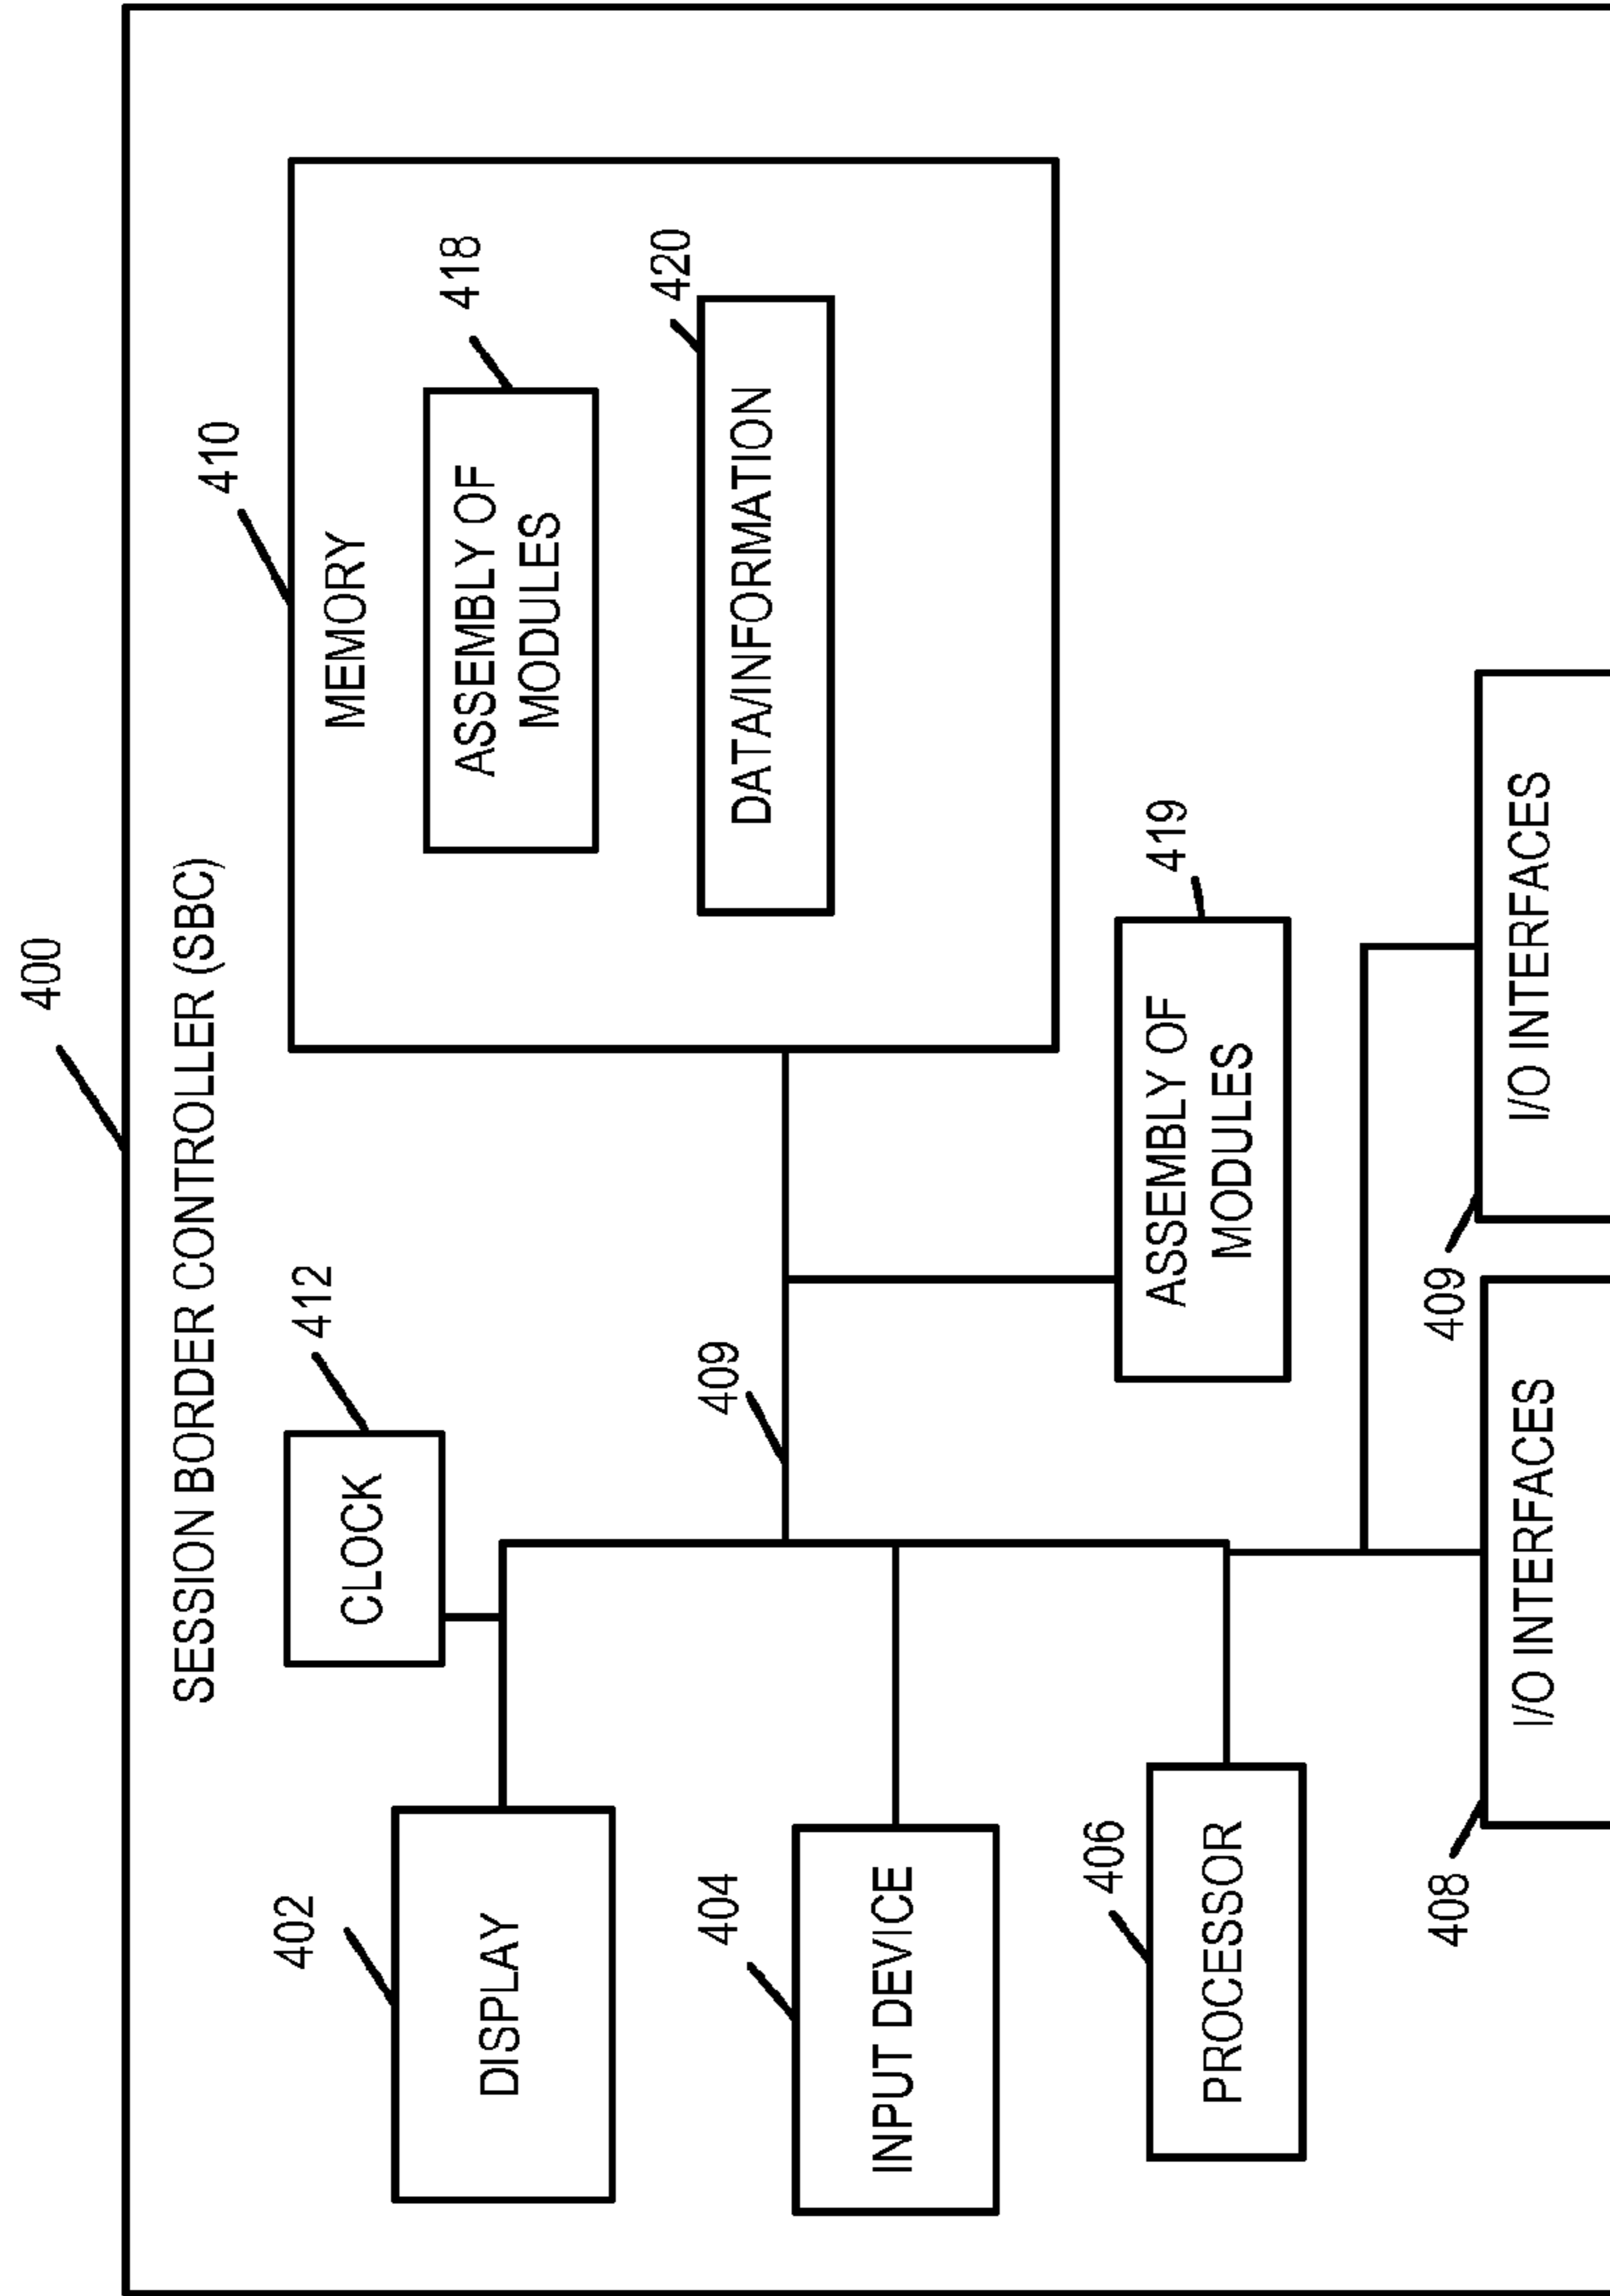 400
SESSION BORDER CONTROLLER (SBC)
402
DISPLAY
412
CLOCK
410
MEMORY
418
ASSEMBLY OF
MODULES
420
DATA/INFORMATION
404
INPUT DEVICE
409
406
PROCESSOR
419
ASSEMBLY OF
MODULES
408
I/O INTERFACES
409
I/O INTERFACES